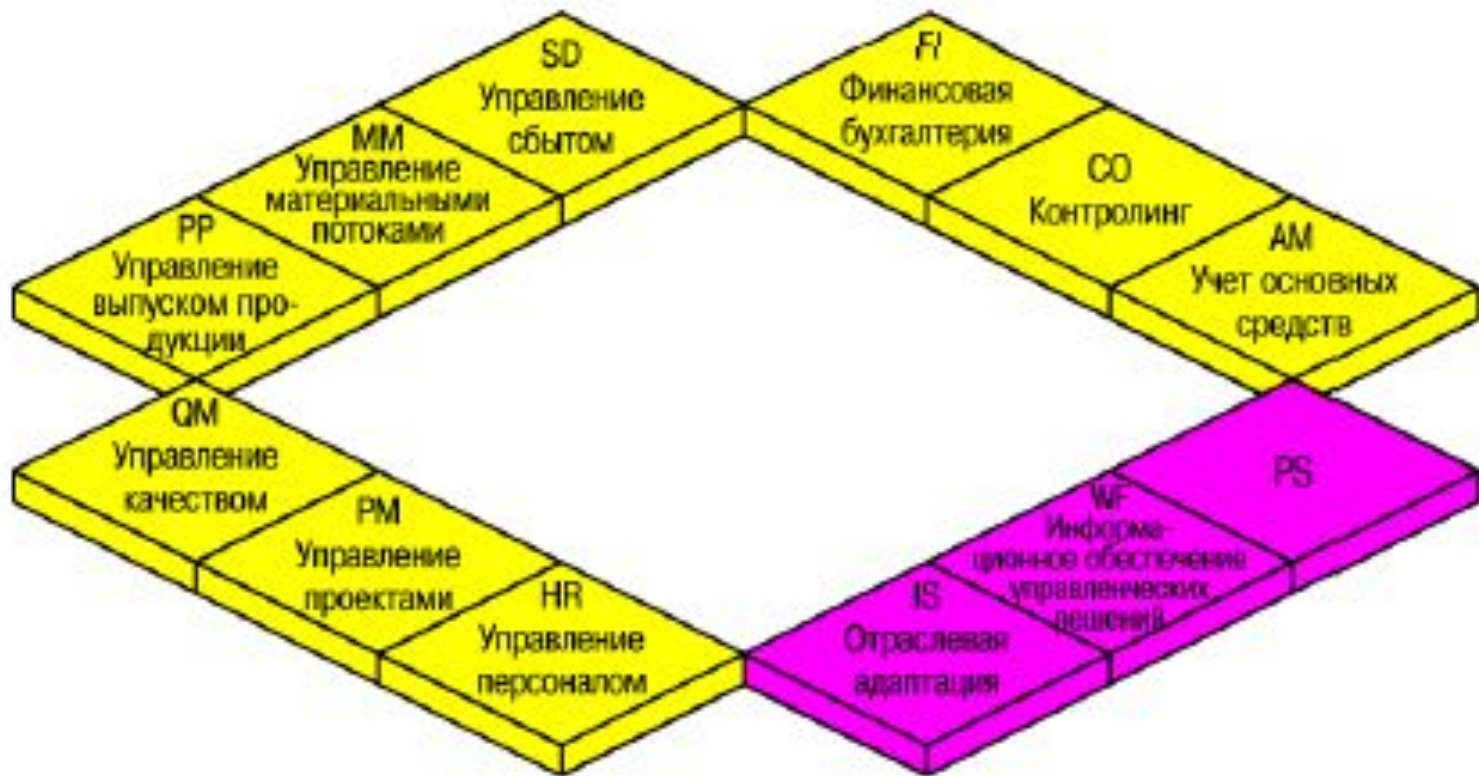 SD
Управление
сбытом
MM
Управление
материальными
потоками
PP
Управление
выпуском про-
дукции
FI
Финансовая
бухгалтерия
CO
Контролинг
AM
Учет основных
средств
QM
Управление
качеством
PM
Управление
проектами
HR
Управление
персоналом
PS
WF
Информа-
ционное обеспечение
управленческих
решений
IS
Отраслевая
адаптация